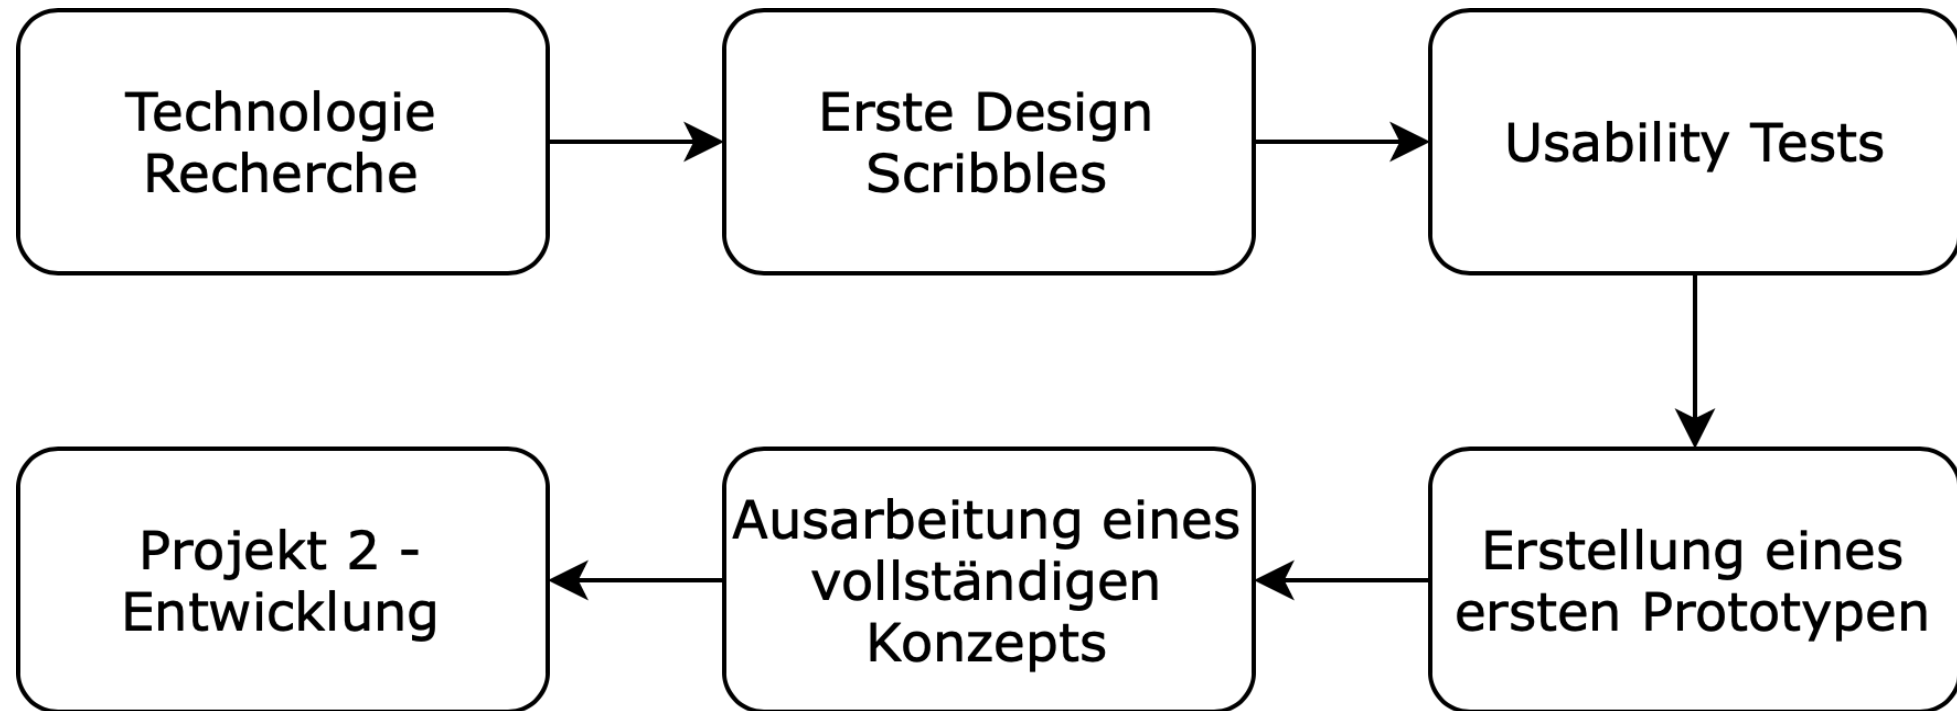 Technologie
Recherche
Erste Design
Scribbles
Usability Tests
Projekt 2 -
Entwicklung
Ausarbeitung eines
vollständigen
Konzepts
Erstellung eines
ersten Prototypen